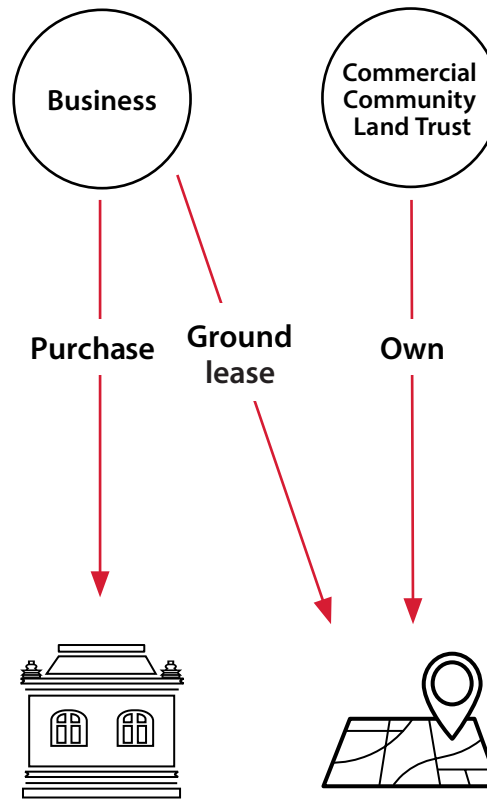 Business
Commercial
Community
Land Trust
Purchase
Ground
lease
Own